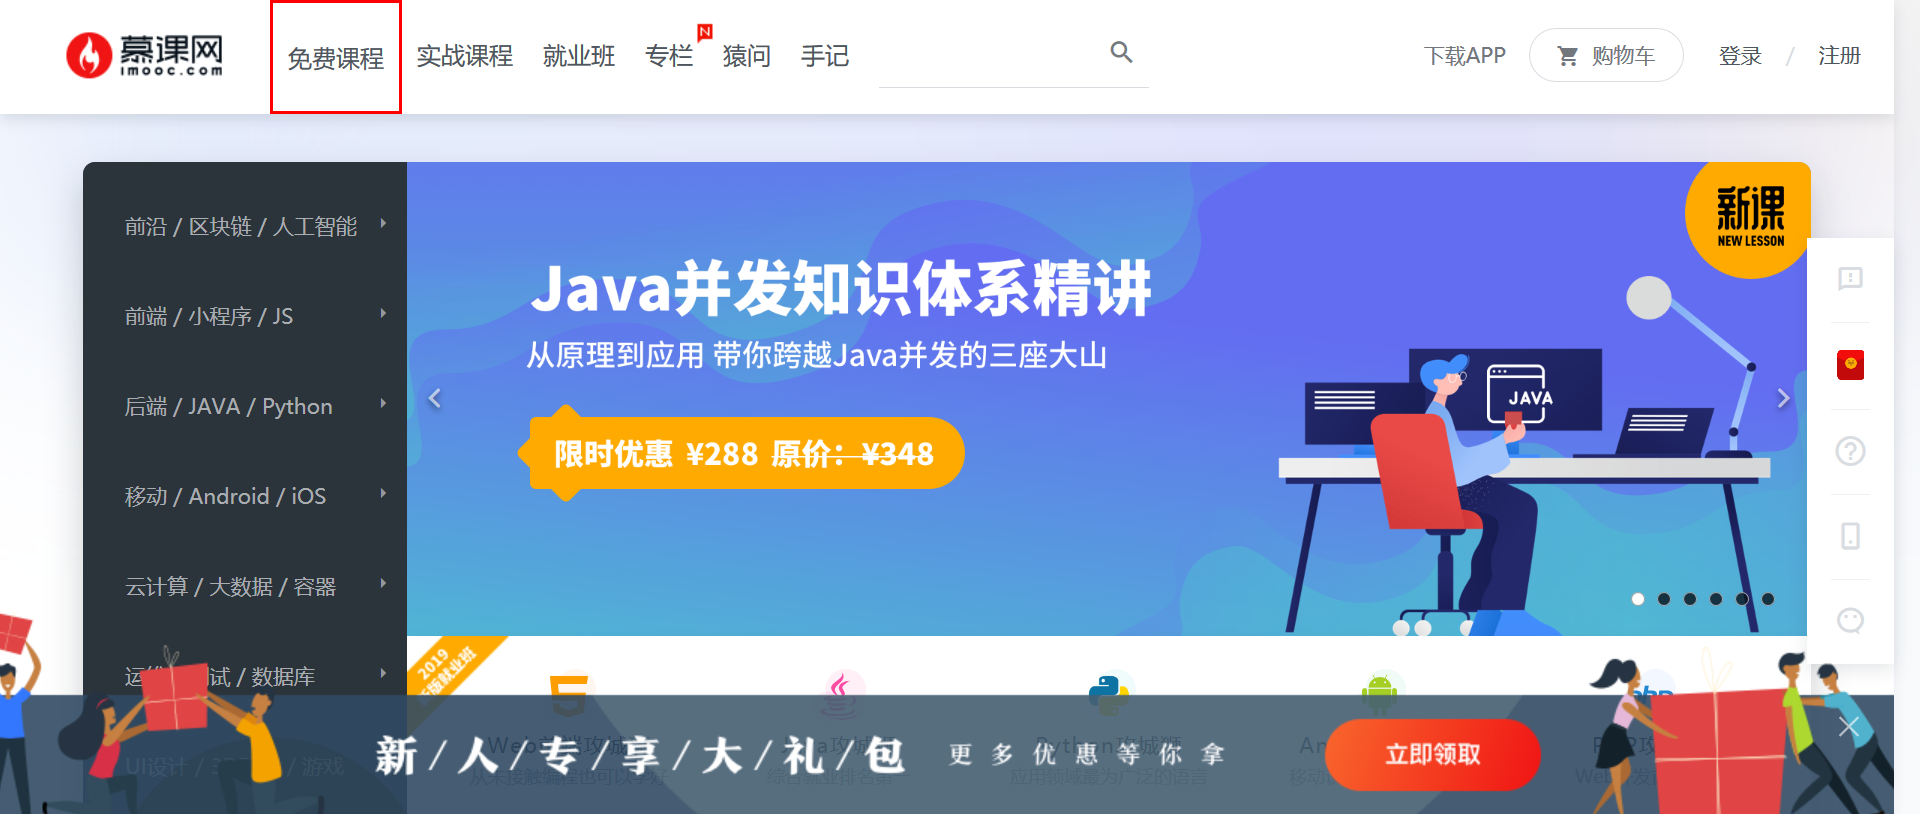 慕课网
imooc.com
免费课程
实战课程
就业班
专栏
N
猿问
手记
下载APP
购物车
登录 / 注册
前沿 / 区块链 / 人工智能
前端 / 小程序 / JS
后端 / JAVA / Python
移动 / Android / iOS
云计算 / 大数据 / 容器
新课
NEW LESSON
Java并发知识体系精讲
从原理到应用 带你跨越Java并发的三座大山
限时优惠 ¥288 原价：¥348
JAVA
试 / 数据库
2019
版就业班
新/人/专/享/大/礼/包
更多优惠等你拿
立即领取
UI设计 / 游戏